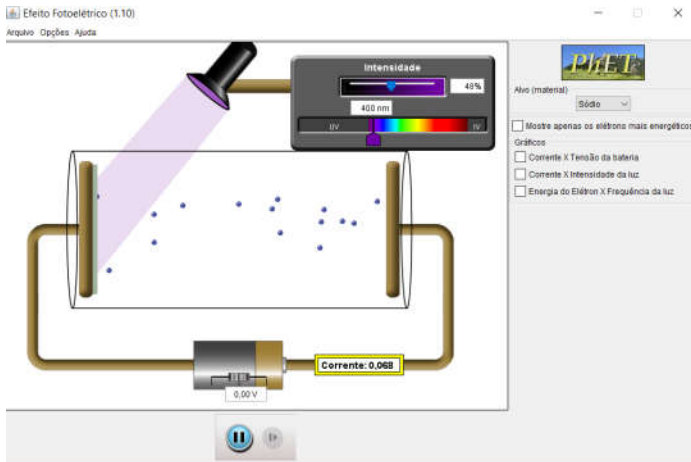 Efeito Fotoelétrico (1.10)
Arquivo Opções Ajuda
Intensidade
48%
400 nm
UV
IV
PhET
Alvo (material)
Sódio
Mostre apenas os elétrons mais energéticos
Gráficos
Corrente X Tensão da bateria
Corrente X Intensidade da luz
Energia do Elétron X Frequência da luz
Corrente: 0,068
0,00 V